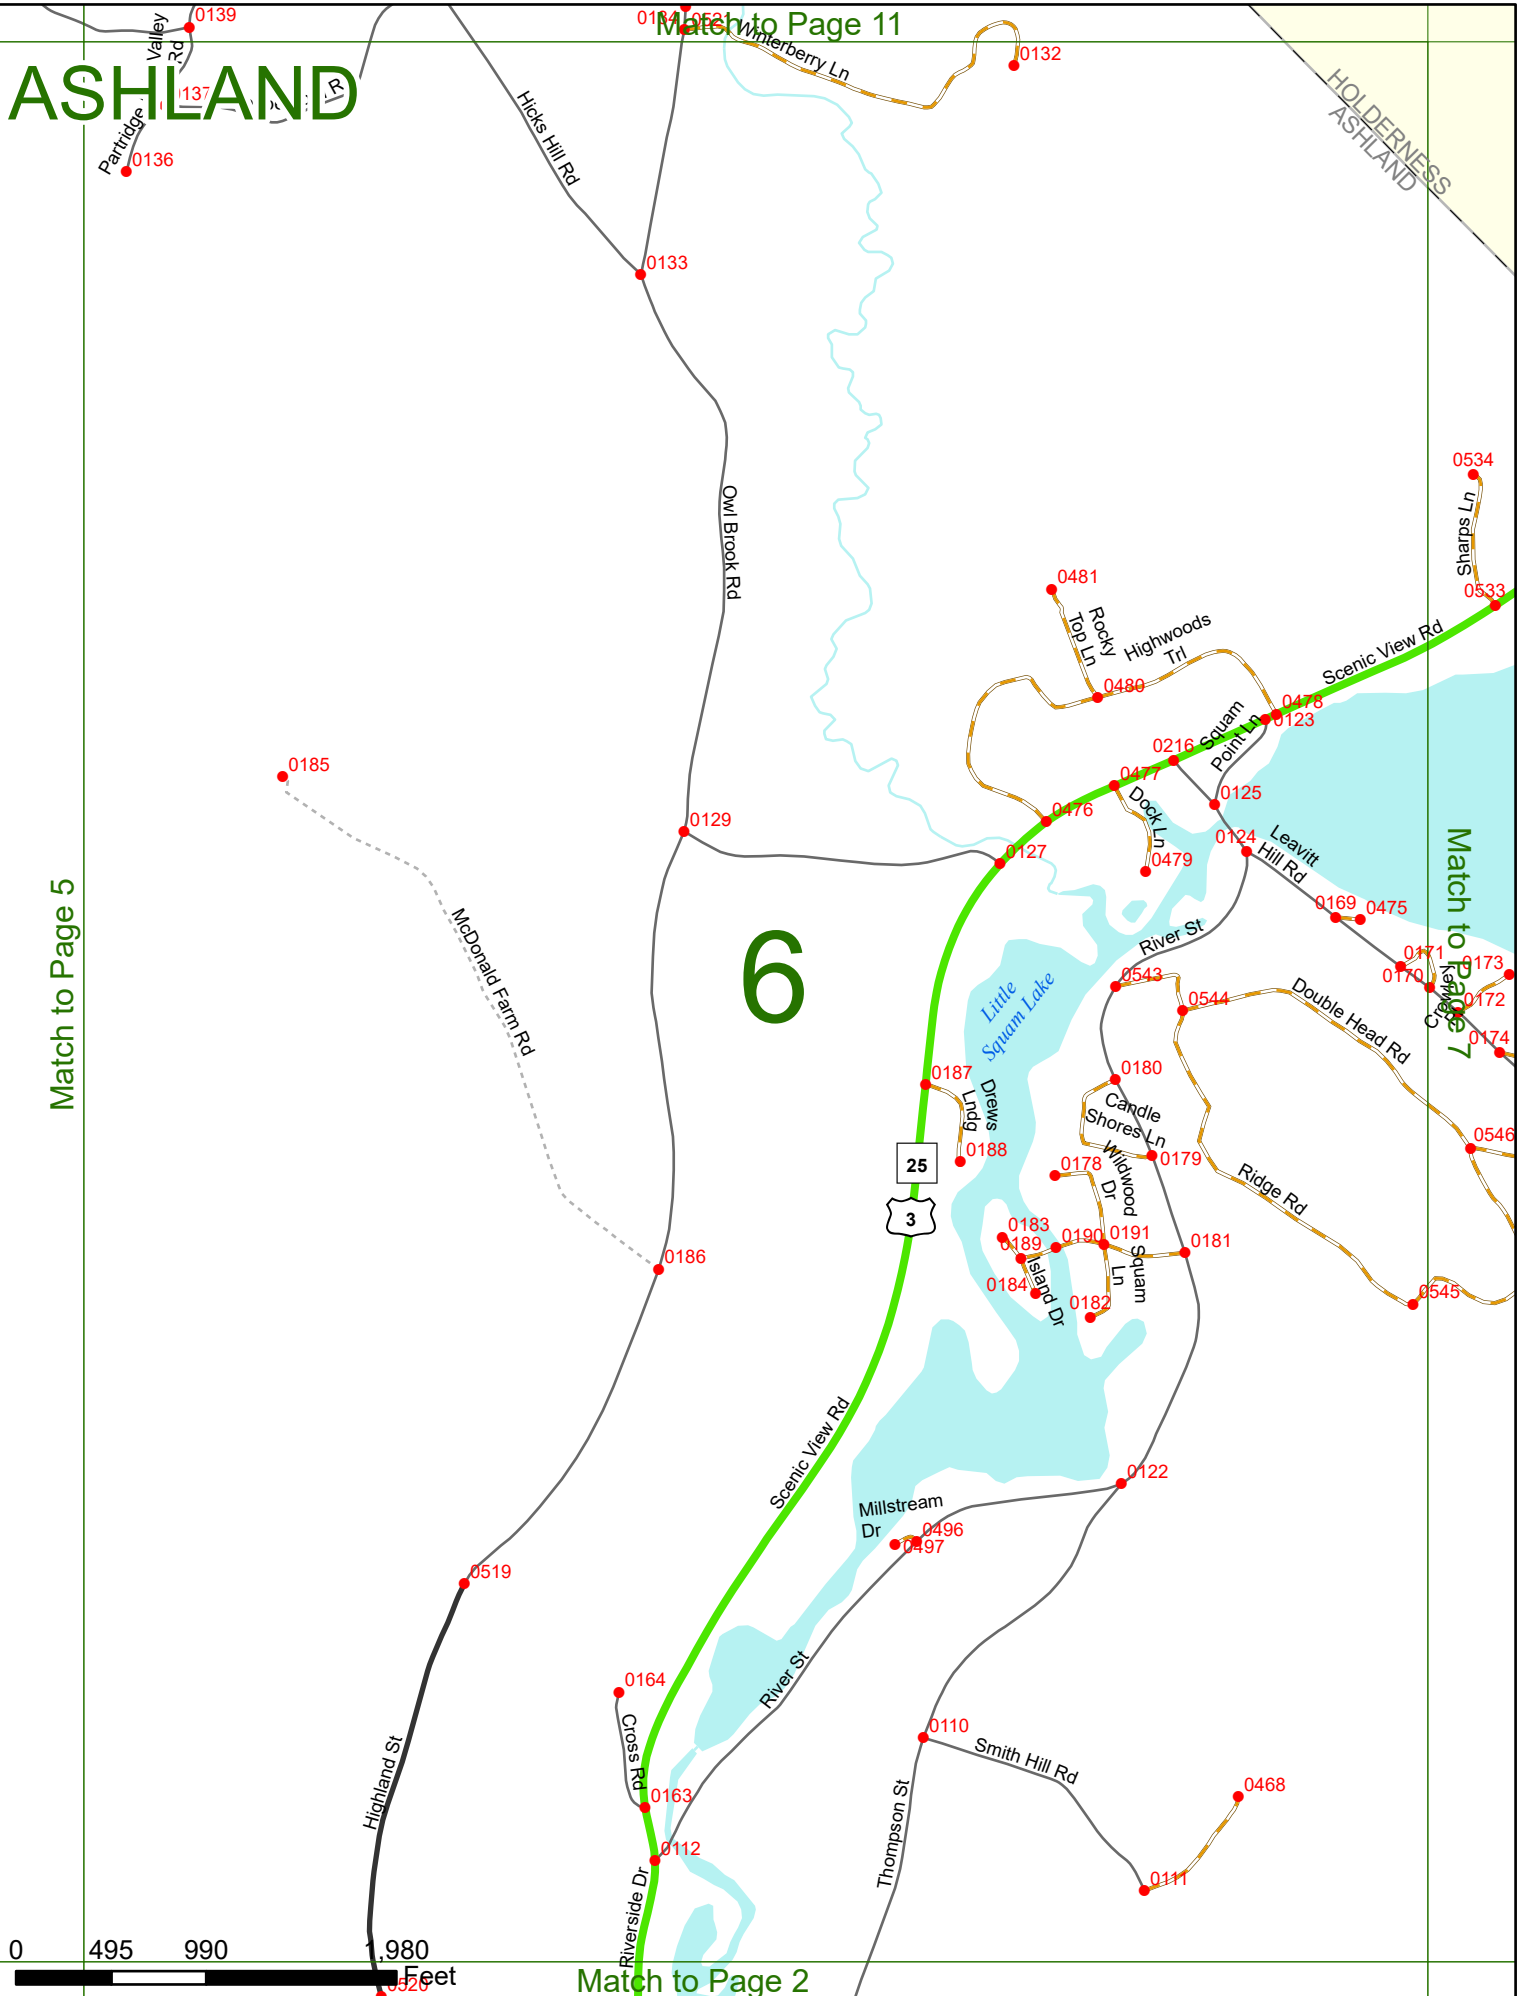 0139
0134
0521
Match to Page 11
Winterberry Ln
0132
Valley
Rd
Partridge
ASHLAND
0137
R
0136
Hicks Hill Rd
HOLDERNESS
ASHLAND
0133
Owl Brook Rd
0534
Sharps Ln
0533
0481
Rocky
Top Ln
Highwoods
Trl
Scenic View Rd
0480
0478
0123
Squam
Point Ln
0216
0477
0185
0476
Dock Ln
0125
0129
0124
0127
0479
Leavitt
Hill Rd
Match to Page 5
Match to Page 7
McDonald Farm Rd
6
0169
0475
River St
0171
0170
0173
0543
Little
Squam Lake
0544
Double Head Rd
Crowley
0172
0174
0187
Drews
Lndg
0180
Candle
Shores Ln
0546
25
0188
0178
Wildwood
Dr
0179
Ridge Rd
3
0183
0189
0190
0191
0181
Squam
Ln
0186
0184
Island Dr
0182
0545
Scenic View Rd
0122
Millstream
Dr
0496
0497
0519
River St
0164
Cross Rd
0110
Smith Hill Rd
Highland St
0468
0163
Thompson St
0112
0111
Riverside Dr
0 495 990 1,980
Feet
0520
Match to Page 2